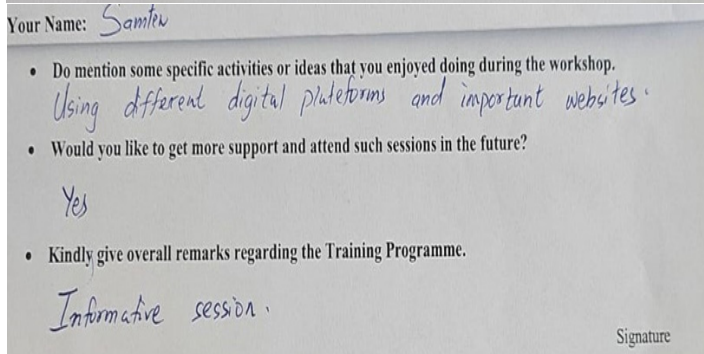 Your Name: Samten
• Do mention some specific activities or ideas that you enjoyed doing during the workshop.
Using different digital plateforms and important websites.
• Would you like to get more support and attend such sessions in the future?
Yes
• Kindly give overall remarks regarding the Training Programme.
Informative session.
Signature